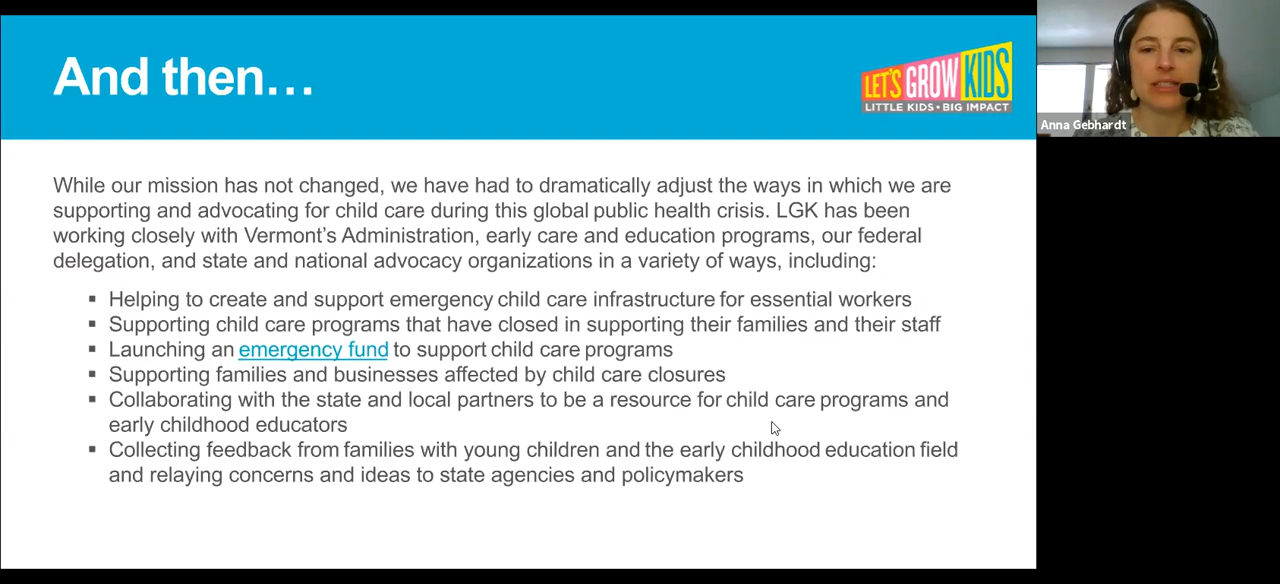 And then…
LET'S GROW KIDS
LITTLE KIDS • BIG IMPACT
Anna Gebhardt
While our mission has not changed, we have had to dramatically adjust the ways in which we are
supporting and advocating for child care during this global public health crisis. LGK has been
working closely with Vermont's Administration, early care and education programs, our federal
delegation, and state and national advocacy organizations in a variety of ways, including:
▪ Helping to create and support emergency child care infrastructure for essential workers
▪ Supporting child care programs that have closed in supporting their families and their staff
▪ Launching an emergency fund to support child care programs
▪ Supporting families and businesses affected by child care closures
▪ Collaborating with the state and local partners to be a resource for child care programs and
early childhood educators
▪ Collecting feedback from families with young children and the early childhood education field
and relaying concerns and ideas to state agencies and policymakers